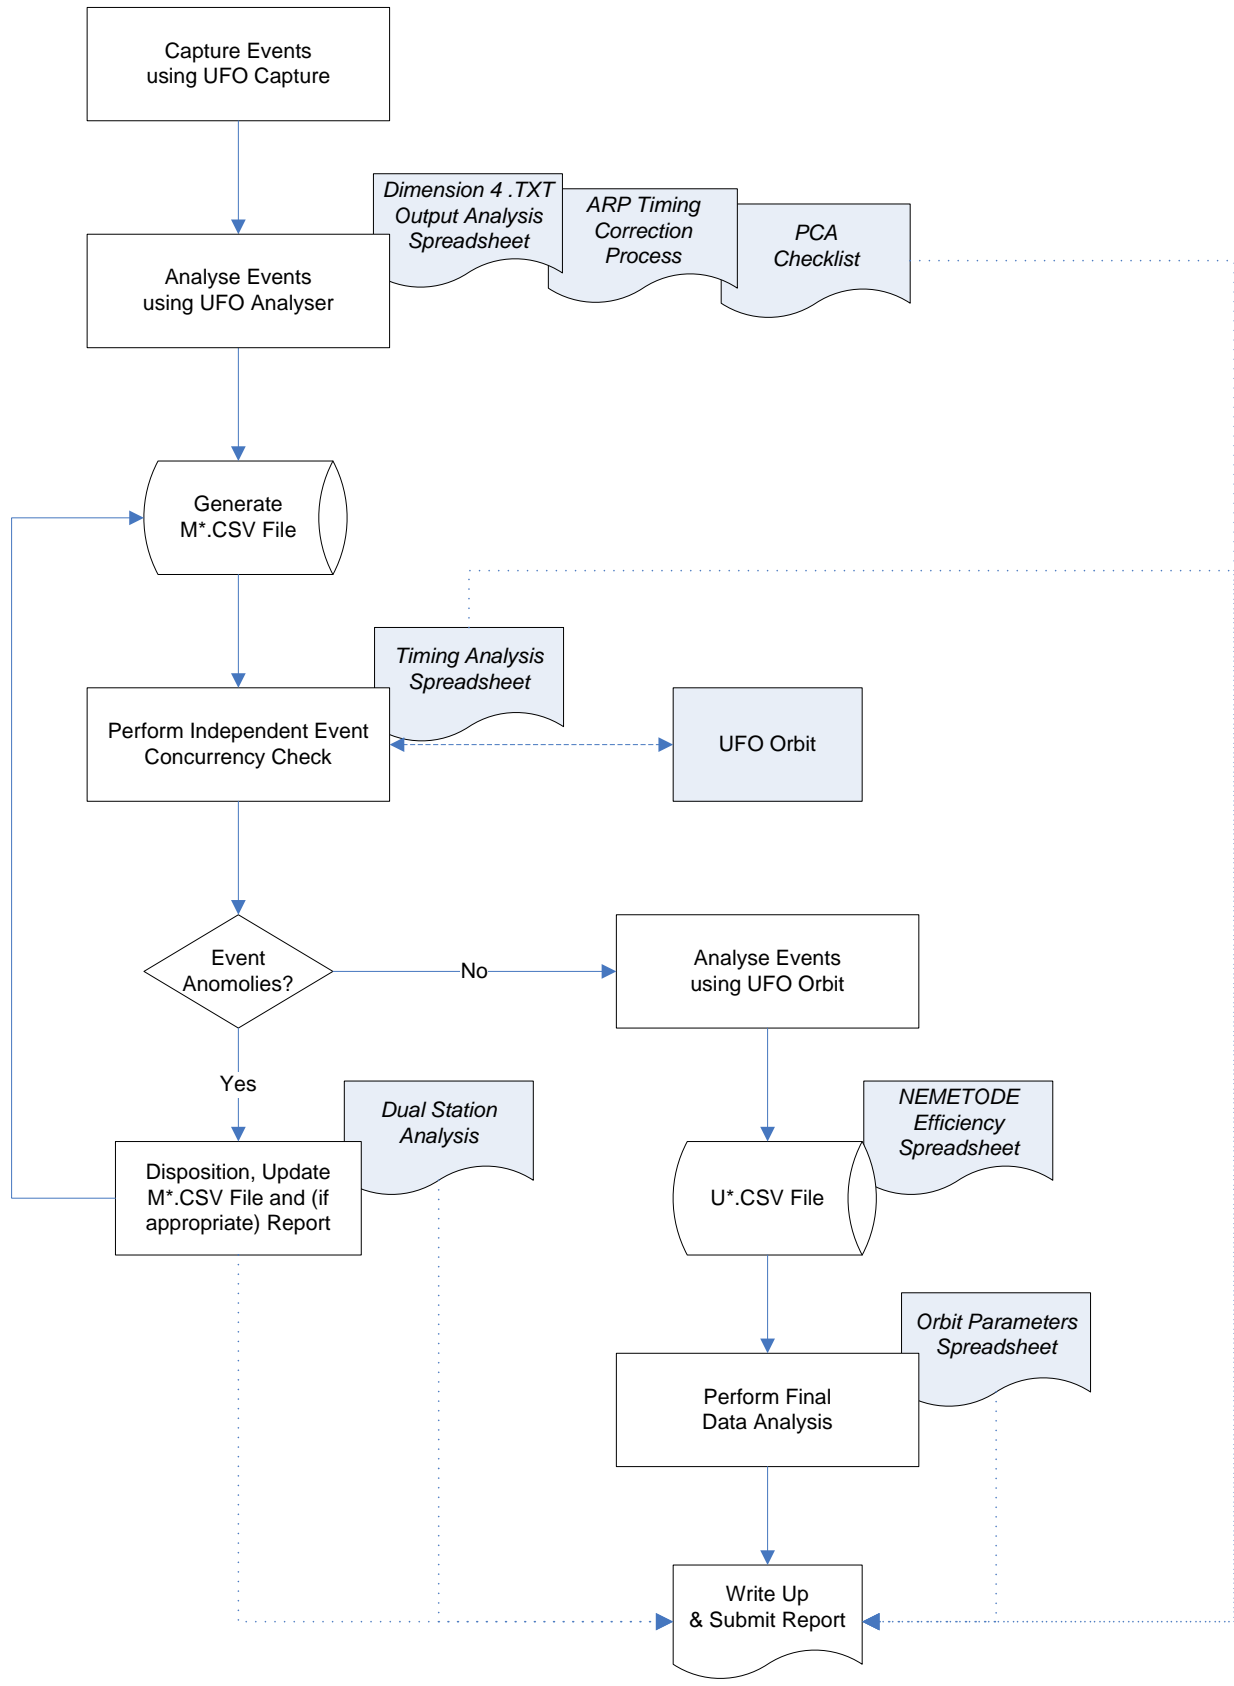 Capture Events
using UFO Capture
Dimension 4 .TXT
Output Analysis
Spreadsheet
ARP Timing
Correction
Process
PCA
Checklist
Analyse Events
using UFO Analyser
Generate
M*.CSV File
Timing Analysis
Spreadsheet
Perform Independent Event
Concurrency Check
UFO Orbit
Event
Anomolies?
No
Analyse Events
using UFO Orbit
Yes
Dual Station
Analysis
NEMETODE
Efficiency
Spreadsheet
Disposition, Update
M*.CSV File and (if
appropriate) Report
U*.CSV File
Orbit Parameters
Spreadsheet
Perform Final
Data Analysis
Write Up
& Submit Report